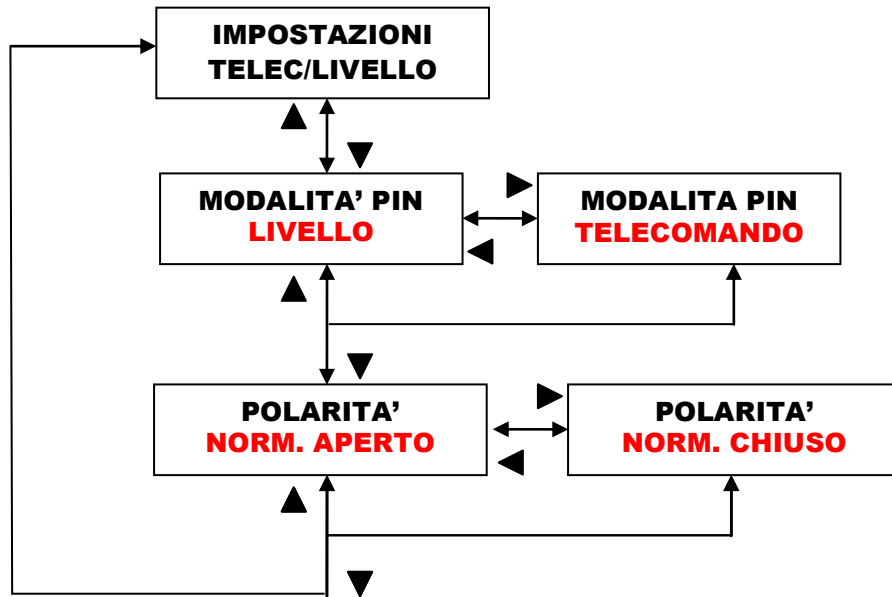 IMPOSTAZIONI
TELEC/LIVELLO
MODALITA’ PIN
LIVELLO
MODALITA PIN
TELECOMANDO
POLARITA’
NORM. APERTO
POLARITA’
NORM. CHIUSO